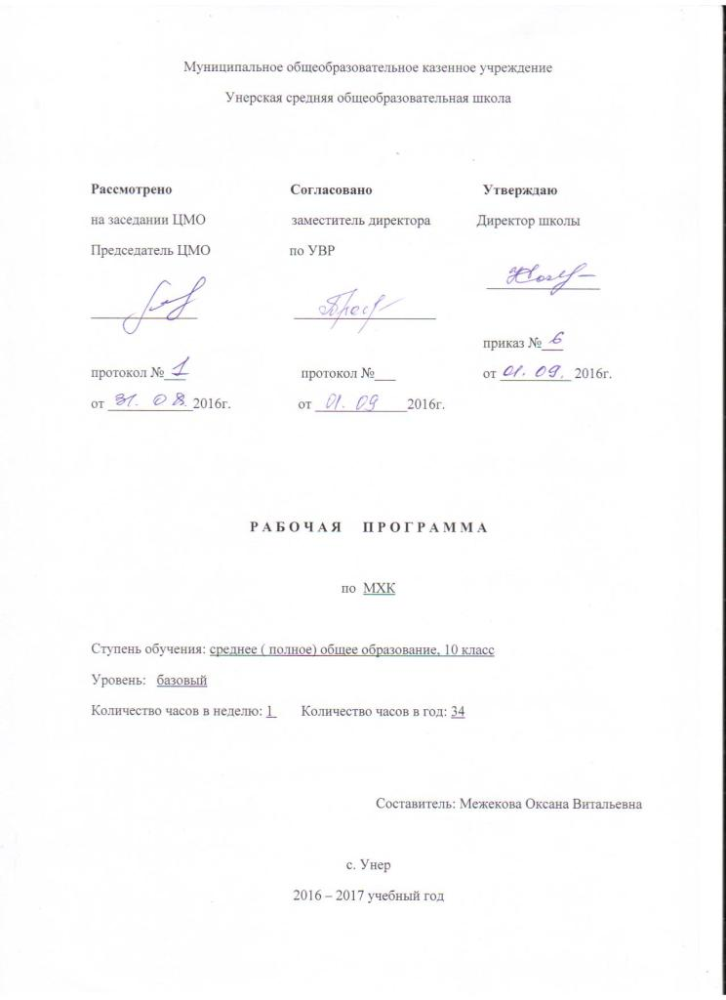 Муниципальное общеобразовательное казенное учреждение
Унерская средняя общеобразовательная школа
Рассмотрено Согласовано Утверждаю
на заседании ЦМО заместитель директора Директор школы
Председатель ЦМО по УВР
приказ № 6
протокол № 1 протокол №___ от 01.09. 2016г.
от 31.08.2016г. от 01.09 2016г.
РАБОЧАЯ ПРОГРАММА
по МХК
Ступень обучения: среднее ( полное) общее образование, 10 класс
Уровень: базовый
Количество часов в неделю: 1 Количество часов в год: 34
Составитель: Межекова Оксана Витальевна
с. Унер
2016 – 2017 учебный год